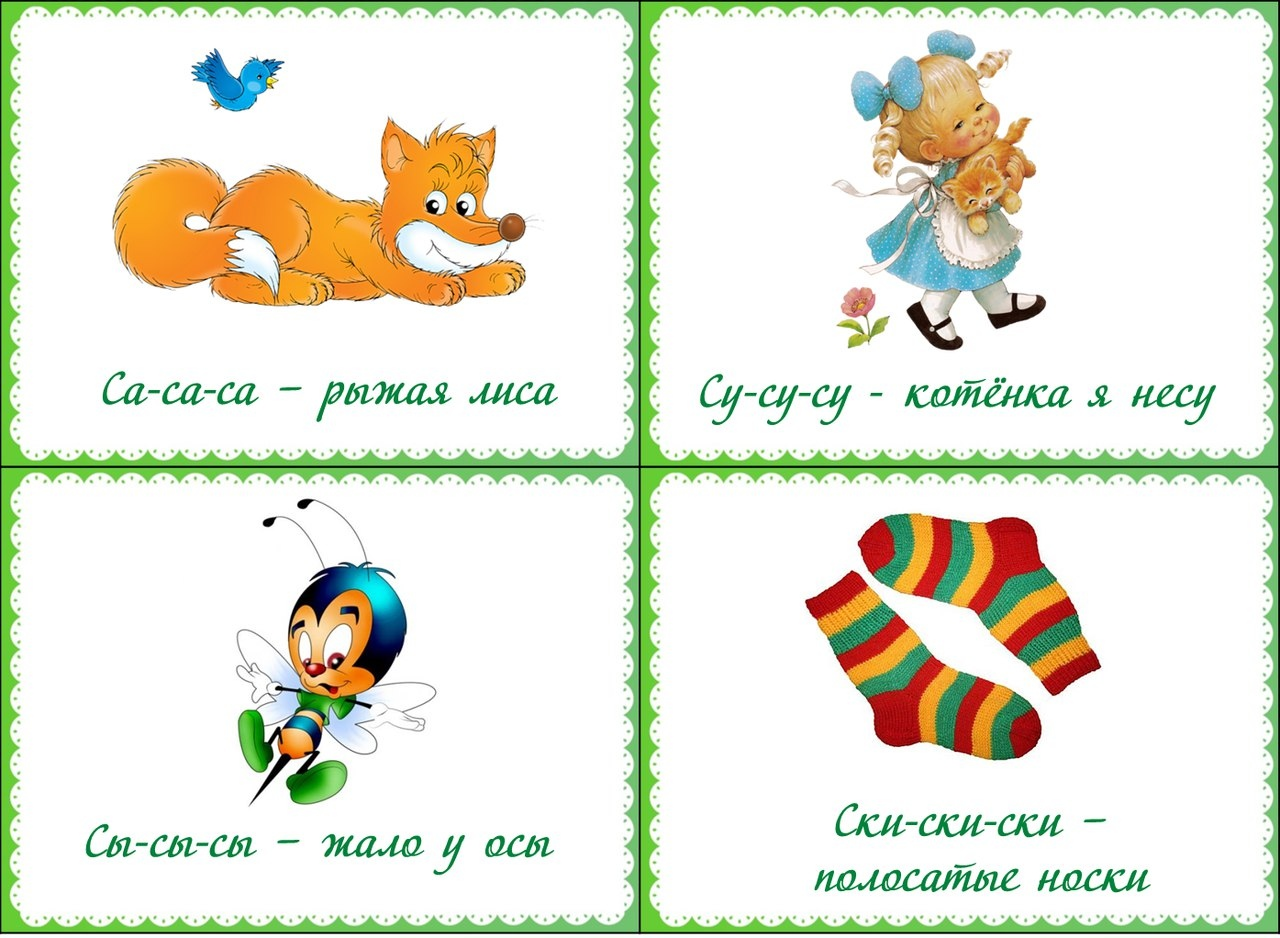 Са-са-са – рыжая лиса
Су-су-су - котёнка я несу
Сы-сы-сы – жало у осы
Ски-ски-ски –
полосатые носки